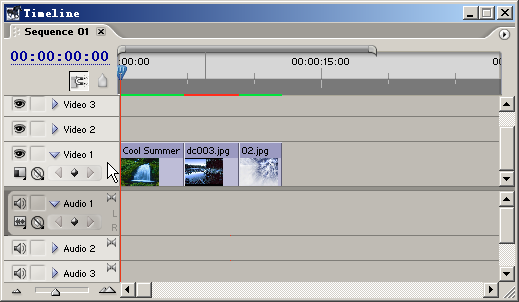 Timeline
Sequence 01
00:00:00:00
:00:00
00:00:15:00
00
Video 3
Video 2
Video 1
Cool Summer
dc003.jpg
02.jpg
Audio 1
L
R
Audio 2
Audio 3